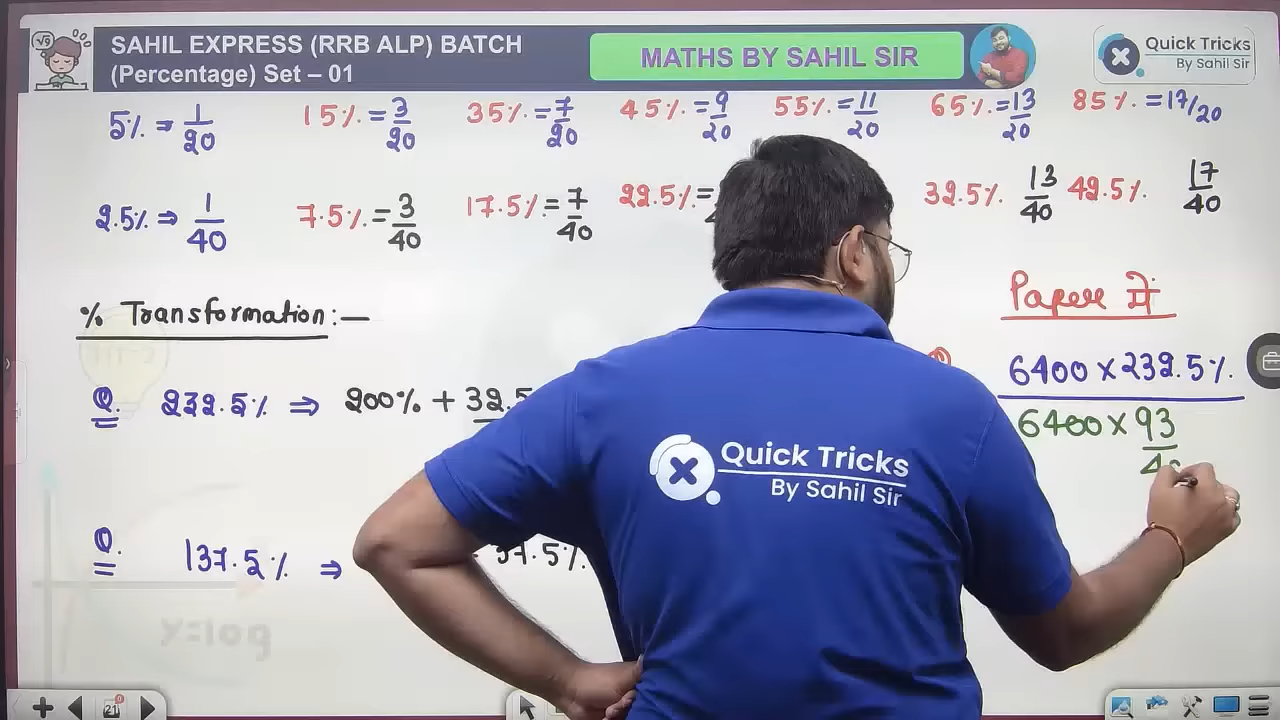 SAHIL EXPRESS (RRB ALP) BATCH
(Percentage) Set – 01
MATHS BY SAHIL SIR
Quick Tricks
By Sahil Sir
√9
5% ⇒ 1/20 15% = 3/20 35% = 7/20 45% = 9/20 55% = 11/20 65% = 13/20 85% = 17/20
2.5% ⇒ 1/40 7.5% = 3/40 17.5% = 7/40 22.5% = 32.5% 13/40 42.5% 17/40
% Transformation :—
Paper में
Q. 232.5% ⇒ 200% + 32.5
6400 × 232.5%
6400 × 93/40
Q. 137.5% ⇒ 37.5%
y=log
Quick Tricks
By Sahil Sir
21